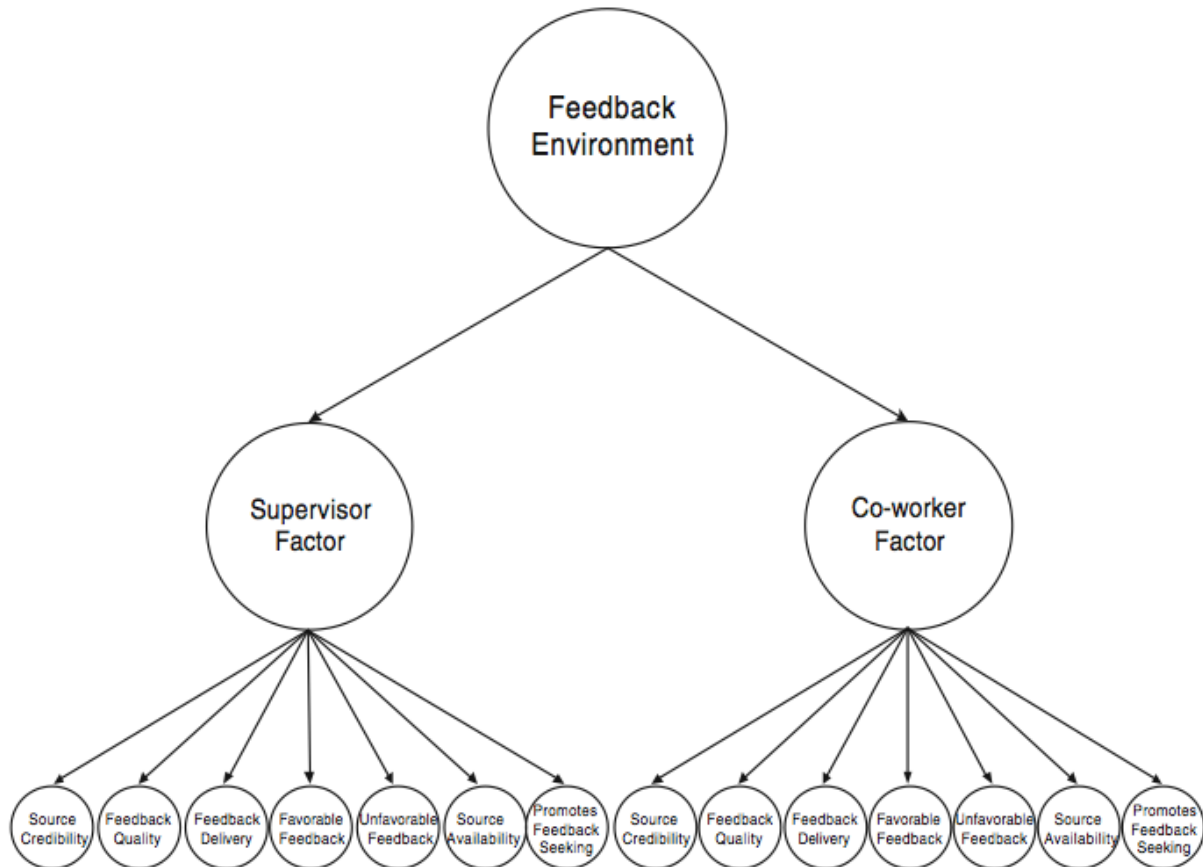 Feedback
Environment
Supervisor
Factor
Co-worker
Factor
Source
Credibility
Feedback
Quality
Feedback
Delivery
Favorable
Feedback
Unfavorable
Feedback
Source
Availability
Promotes
Feedback
Seeking
Source
Credibility
Feedback
Quality
Feedback
Delivery
Favorable
Feedback
Unfavorable
Feedback
Source
Availability
Promotes
Feedback
Seeking